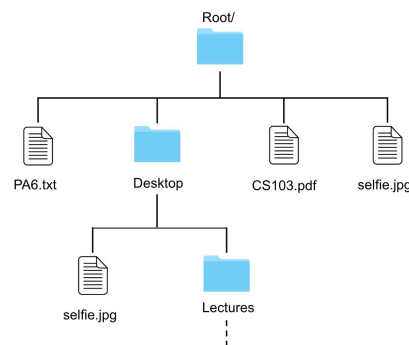 Root/
PA6.txt
Desktop
CS103.pdf
selfie.jpg
selfie.jpg
Lectures